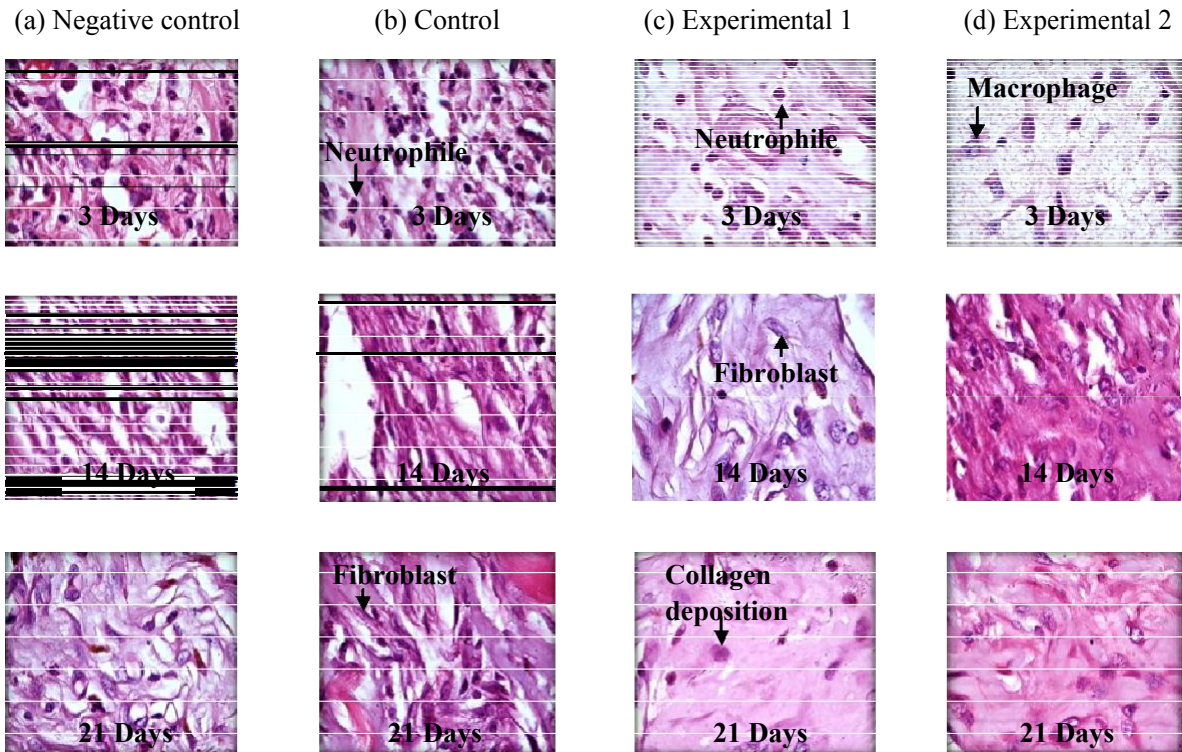 (a) Negative control
(b) Control
(c) Experimental 1
(d) Experimental 2
Neutrophile
3 Days
3 Days
Neutrophile
3 Days
Macrophage
3 Days
14 Days
14 Days
Fibroblast
14 Days
14 Days
21 Days
Fibroblast
21 Days
Collagen
deposition
21 Days
21 Days